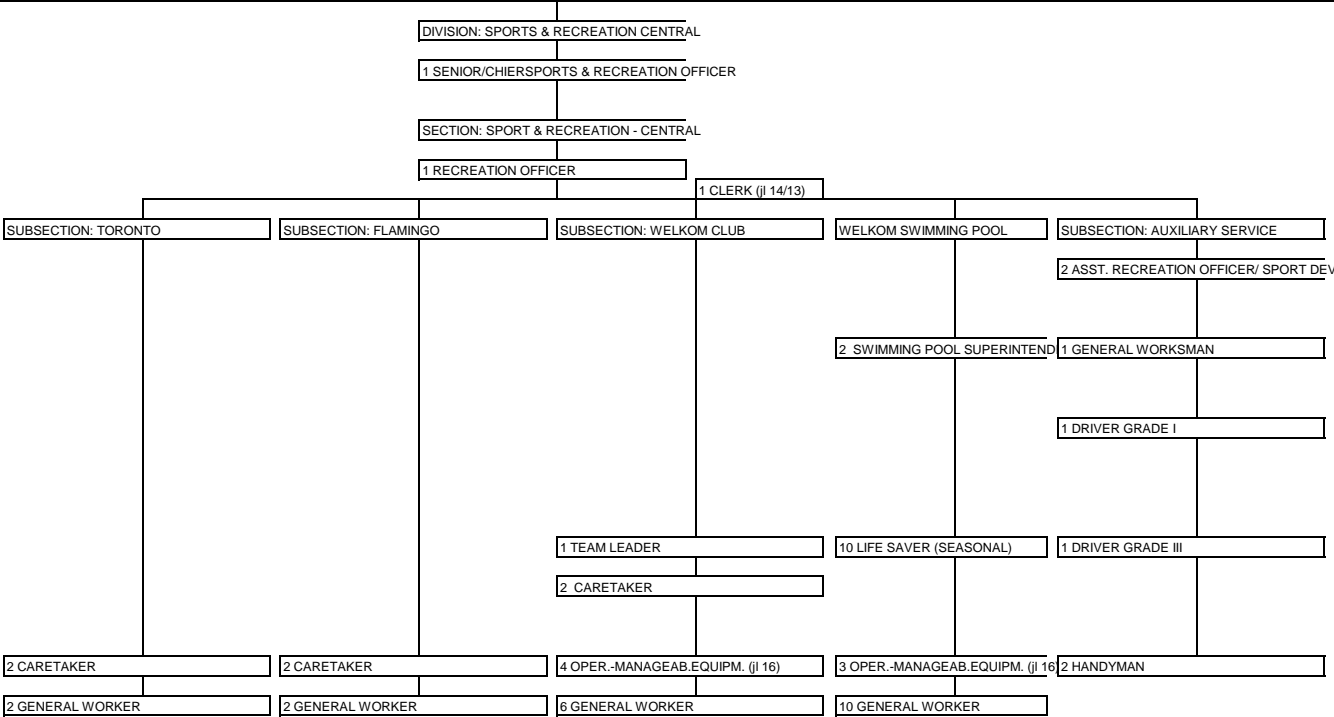 DIVISION: SPORTS & RECREATION CENTRAL
1 SENIOR/CHIERSPORTS & RECREATION OFFICER
SECTION: SPORT & RECREATION - CENTRAL
1 RECREATION OFFICER
1 CLERK (jl 14/13)
SUBSECTION: TORONTO
SUBSECTION: FLAMINGO
SUBSECTION: WELKOM CLUB
WELKOM SWIMMING POOL
SUBSECTION: AUXILIARY SERVICE
2 ASST. RECREATION OFFICER/ SPORT DEV
2 SWIMMING POOL SUPERINTEND
1 GENERAL WORKSMAN
1 DRIVER GRADE I
1 TEAM LEADER
10 LIFE SAVER (SEASONAL)
1 DRIVER GRADE III
2 CARETAKER
2 CARETAKER
2 CARETAKER
4 OPER.-MANAGEAB.EQUIPM. (jl 16)
3 OPER.-MANAGEAB.EQUIPM. (jl 16)
2 HANDYMAN
2 GENERAL WORKER
2 GENERAL WORKER
6 GENERAL WORKER
10 GENERAL WORKER